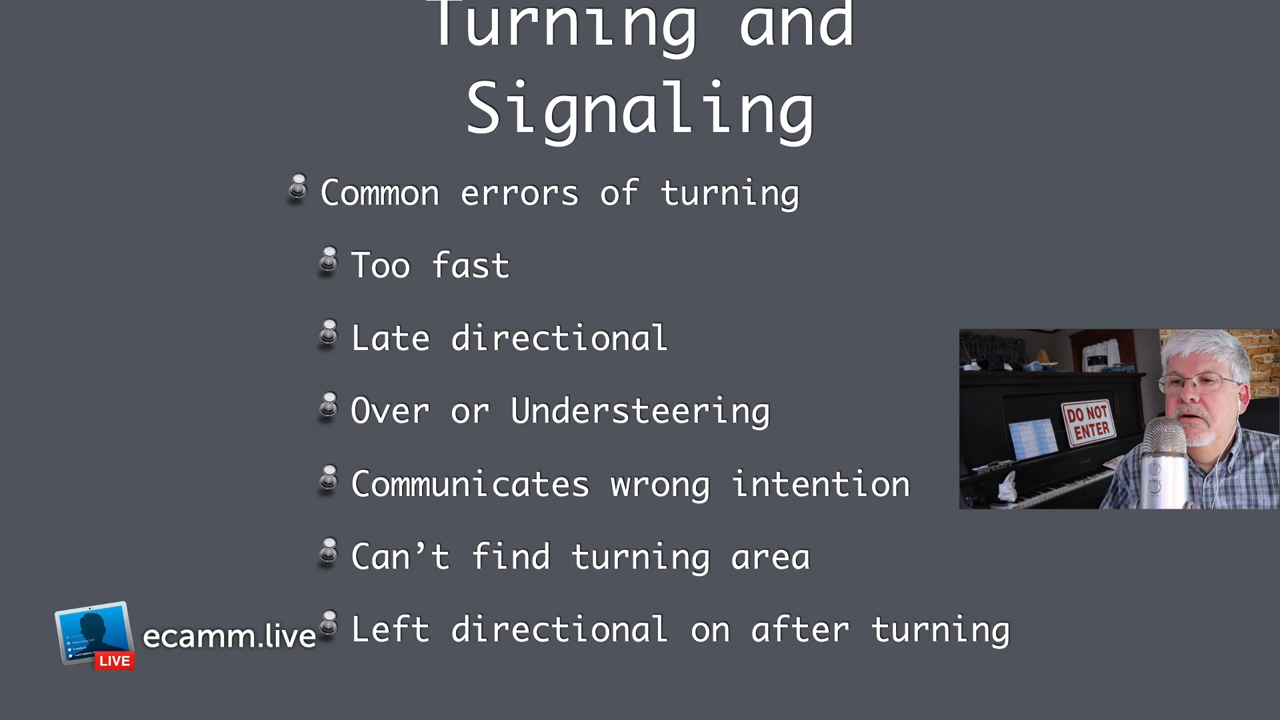 Turning and
Signaling
Common errors of turning
Too fast
Late directional
Over or Understeering
Communicates wrong intention
Can’t find turning area
Left directional on after turning
DO NOT
ENTER
ecamm.live
LIVE